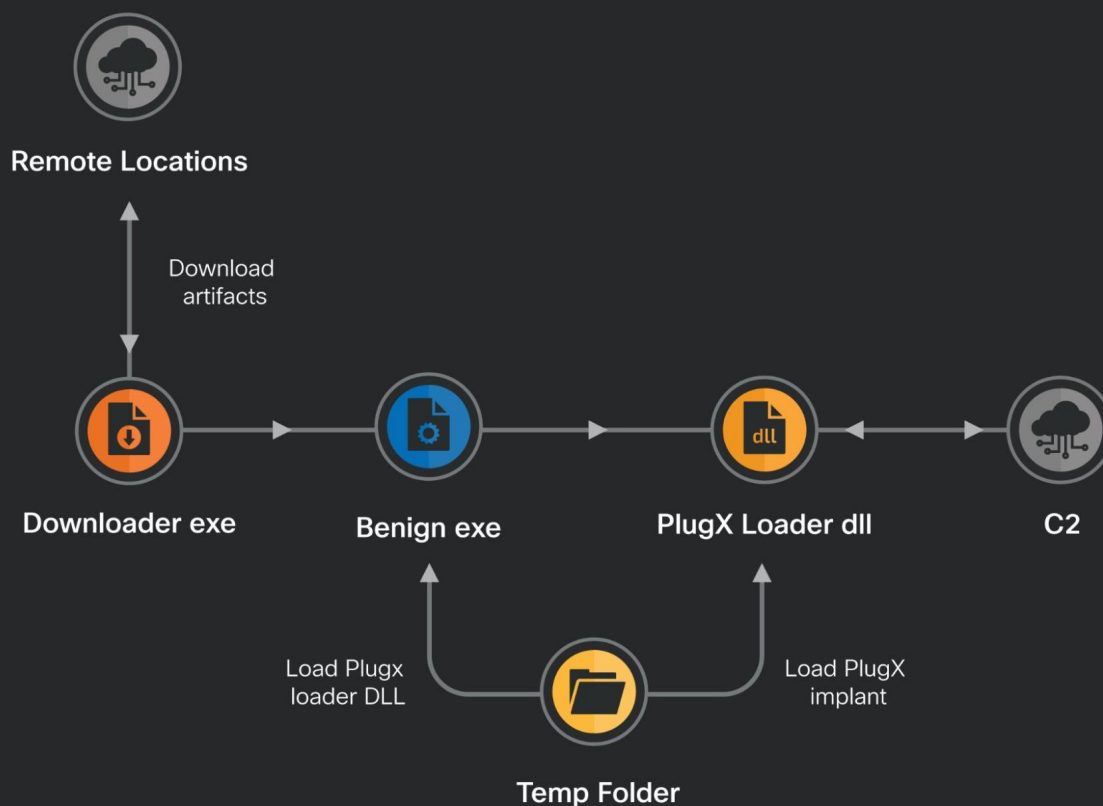 Remote Locations
Download
artifacts
dll
Downloader exe
Benign exe
PlugX Loader dll
C2
Load Plugx
loader DLL
Load PlugX
implant
Temp Folder